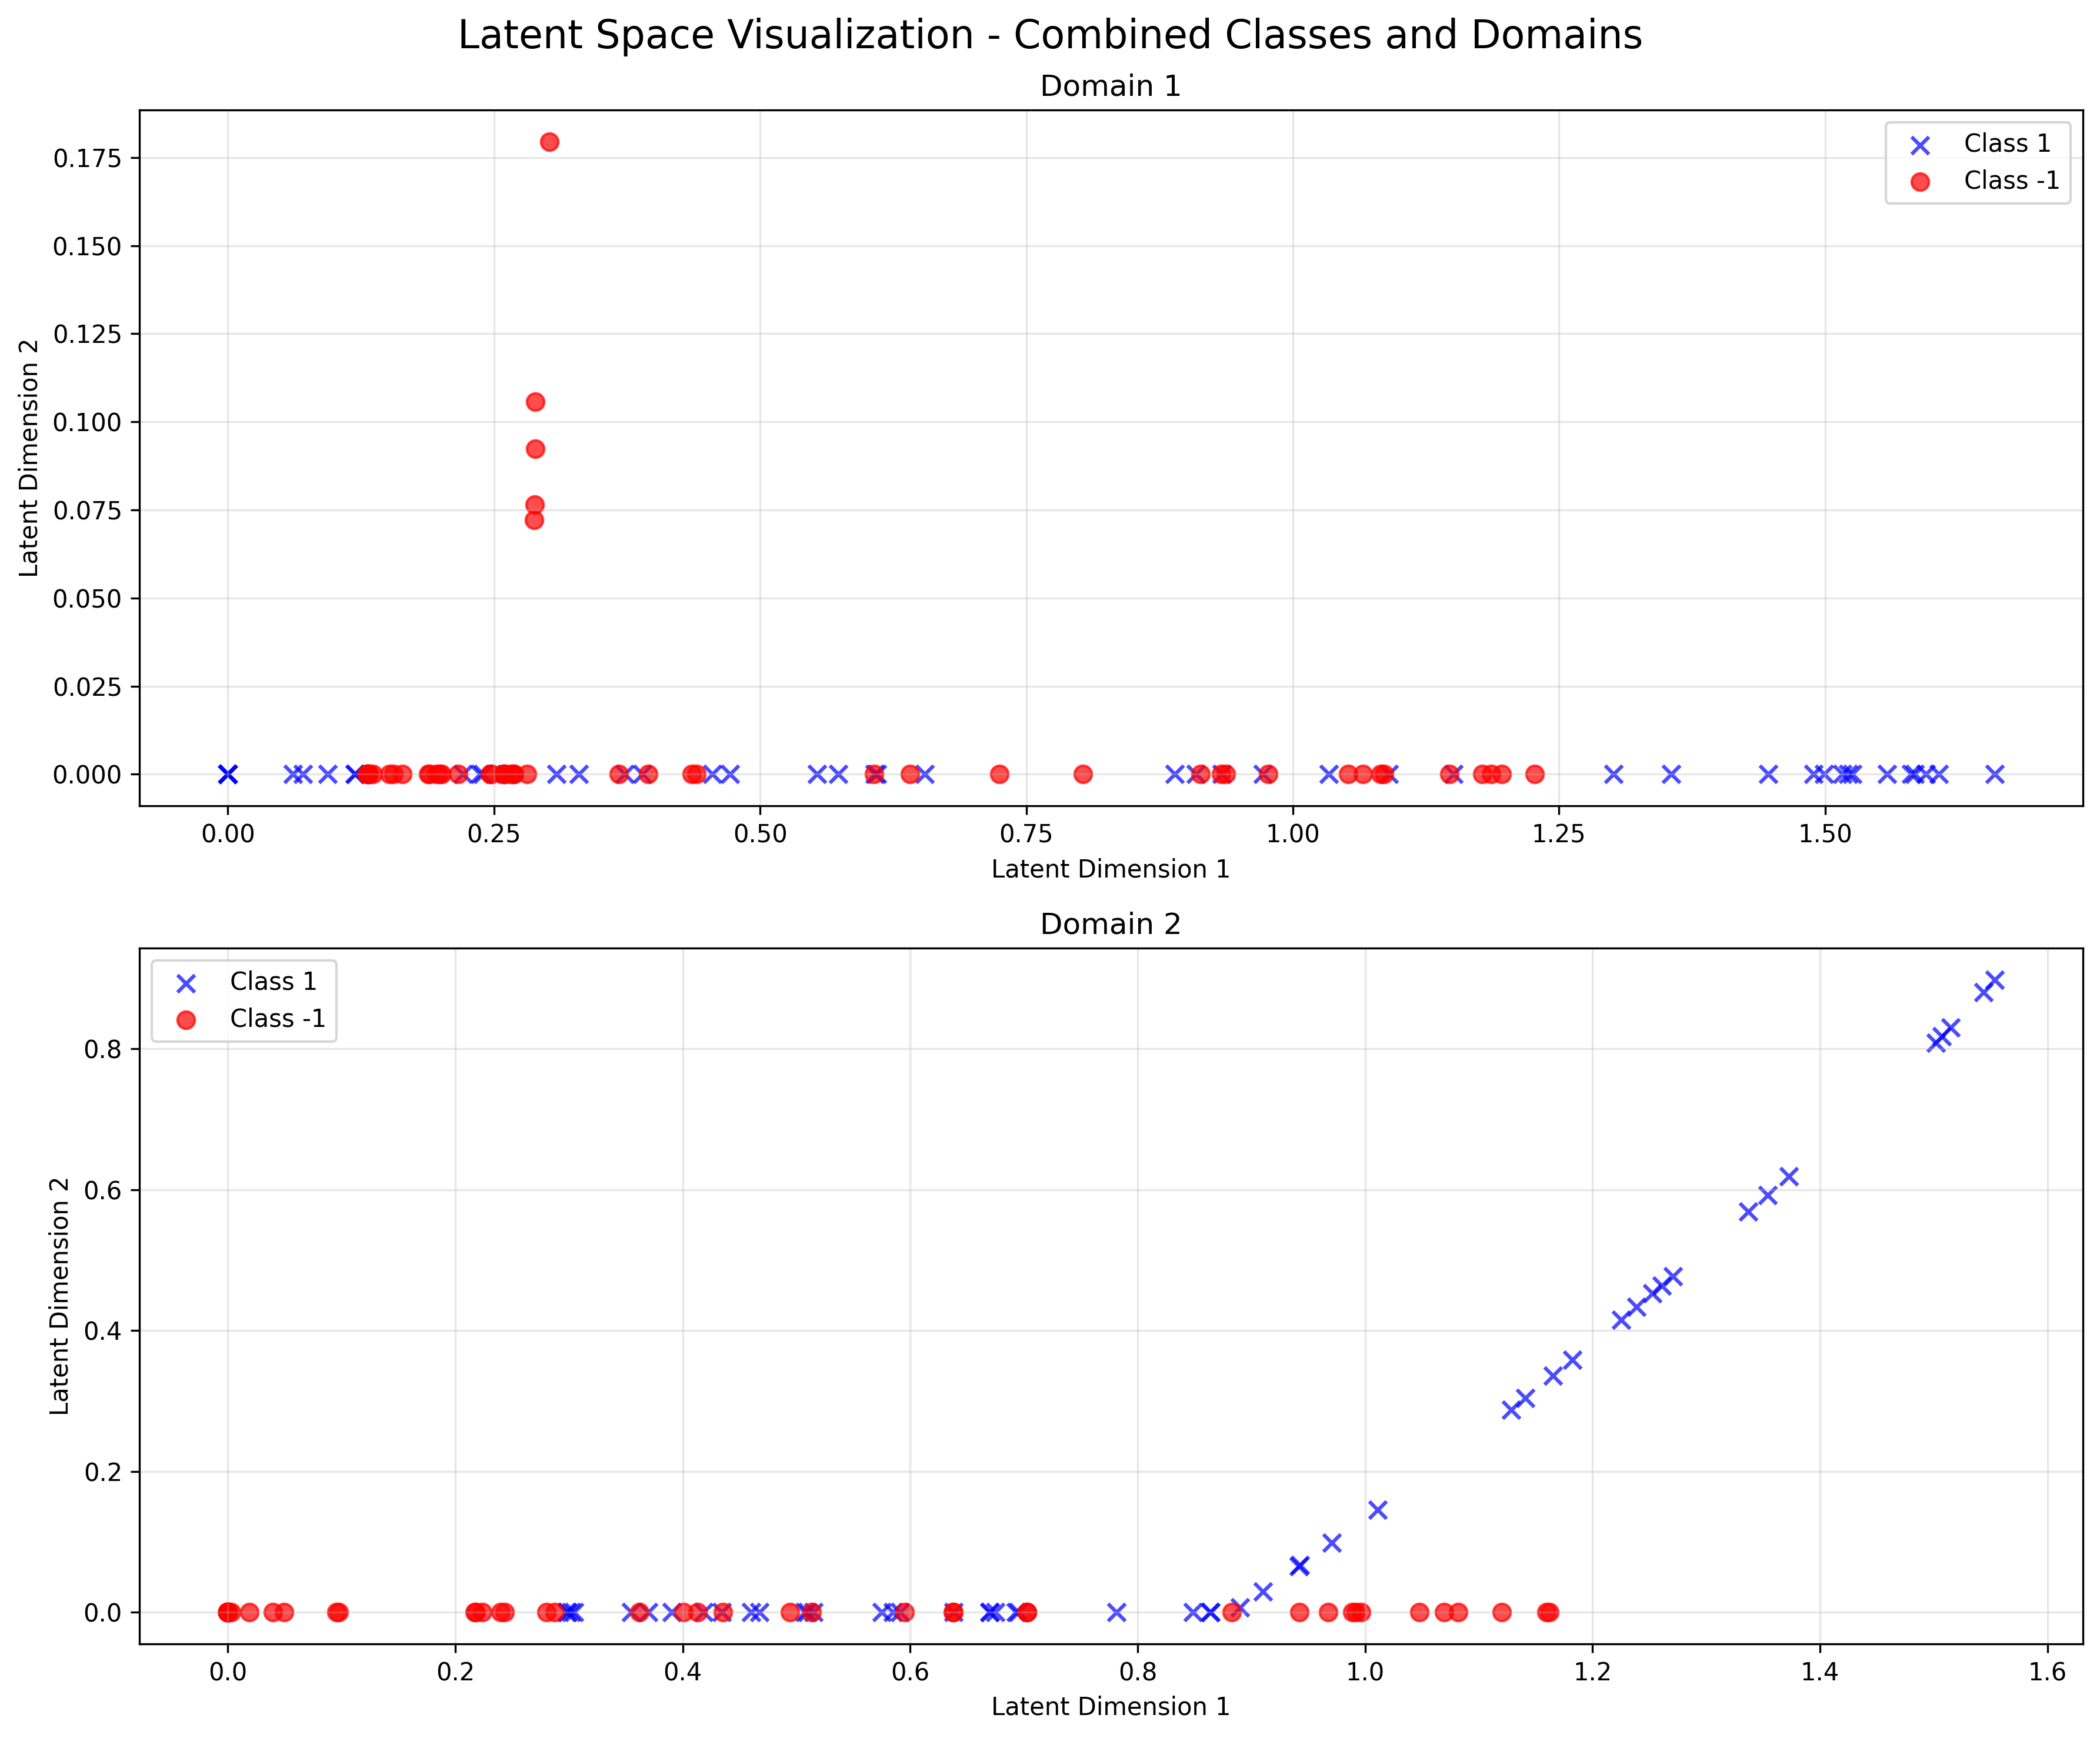 Latent Space Visualization - Combined Classes and Domains
Domain 1
Latent Dimension 2
0.175
0.150
0.125
0.100
0.075
0.050
0.025
0.000
Class 1
Class -1
0.00 0.25 0.50 0.75 1.00 1.25 1.50
Latent Dimension 1
Domain 2
Latent Dimension 2
0.8
0.6
0.4
0.2
0.0
Class 1
Class -1
0.0 0.2 0.4 0.6 0.8 1.0 1.2 1.4 1.6
Latent Dimension 1